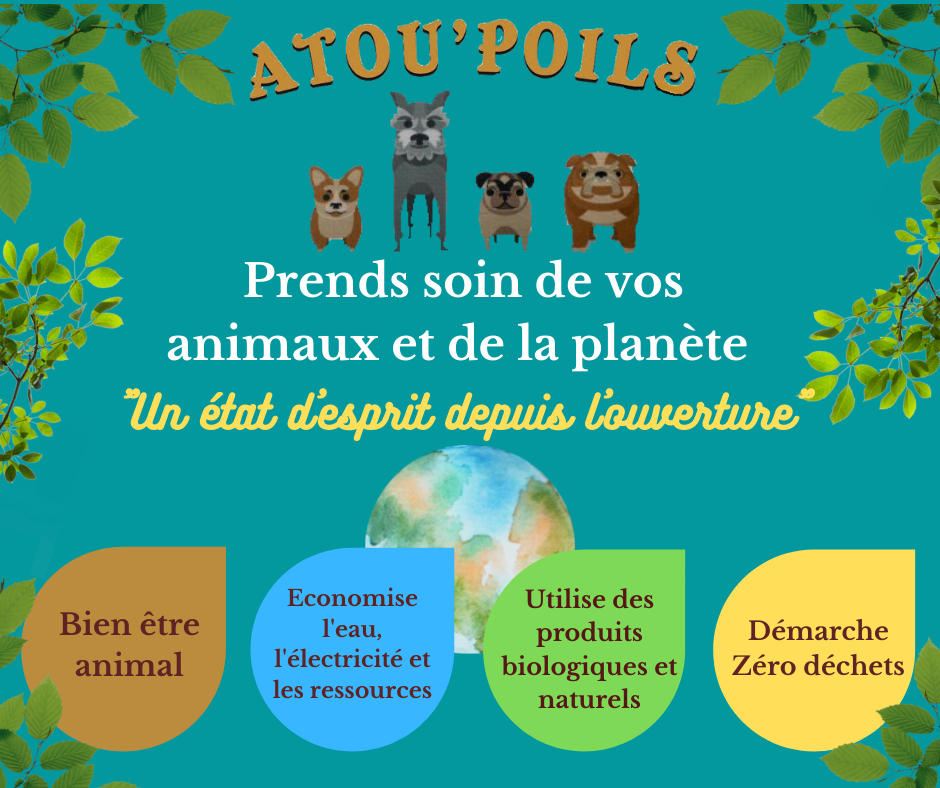 ATOU'POILS
Prends soin de vos
animaux et de la planète
"Un état d'esprit depuis l'ouverture"
Bien être
animal
Economise
l'eau,
l'électricité et
les ressources
Utilise des
produits
biologiques et
naturels
Démarche
Zéro déchets